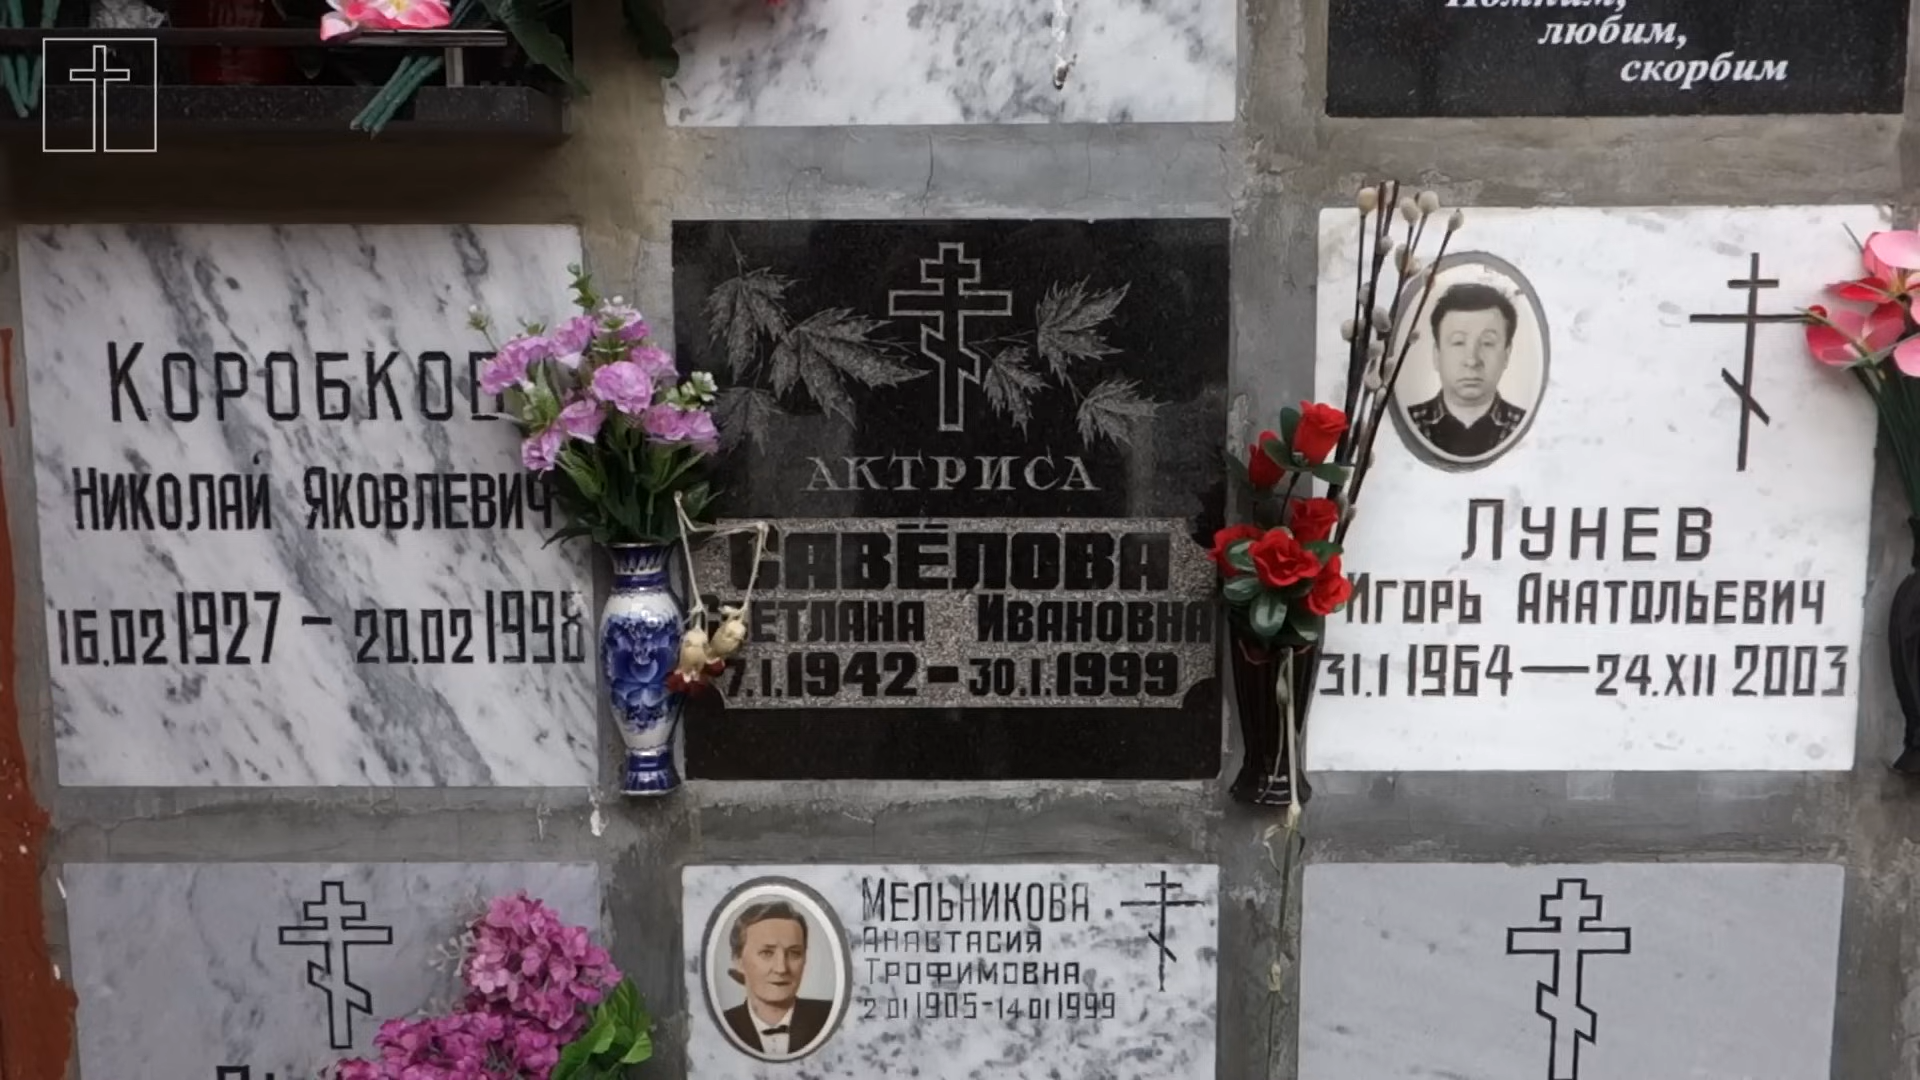 любим,
скорбим
КОРОБКОВ
НИКОЛАЙ ЯКОВЛЕВИЧ
16.02 1927 – 20.02 1998
АКТРИСА
САВЁЛОВА
СВЕТЛАНА ИВАНОВНА
7.I.1942 – 30.I.1999
ЛУНЕВ
ИГОРЬ АНАТОЛЬЕВИЧ
31.I 1964 — 24.XII 2003
МЕЛЬНИКОВА
АНАСТАСИЯ
ТРОФИМОВНА
2 01 1905 – 14 01 1999